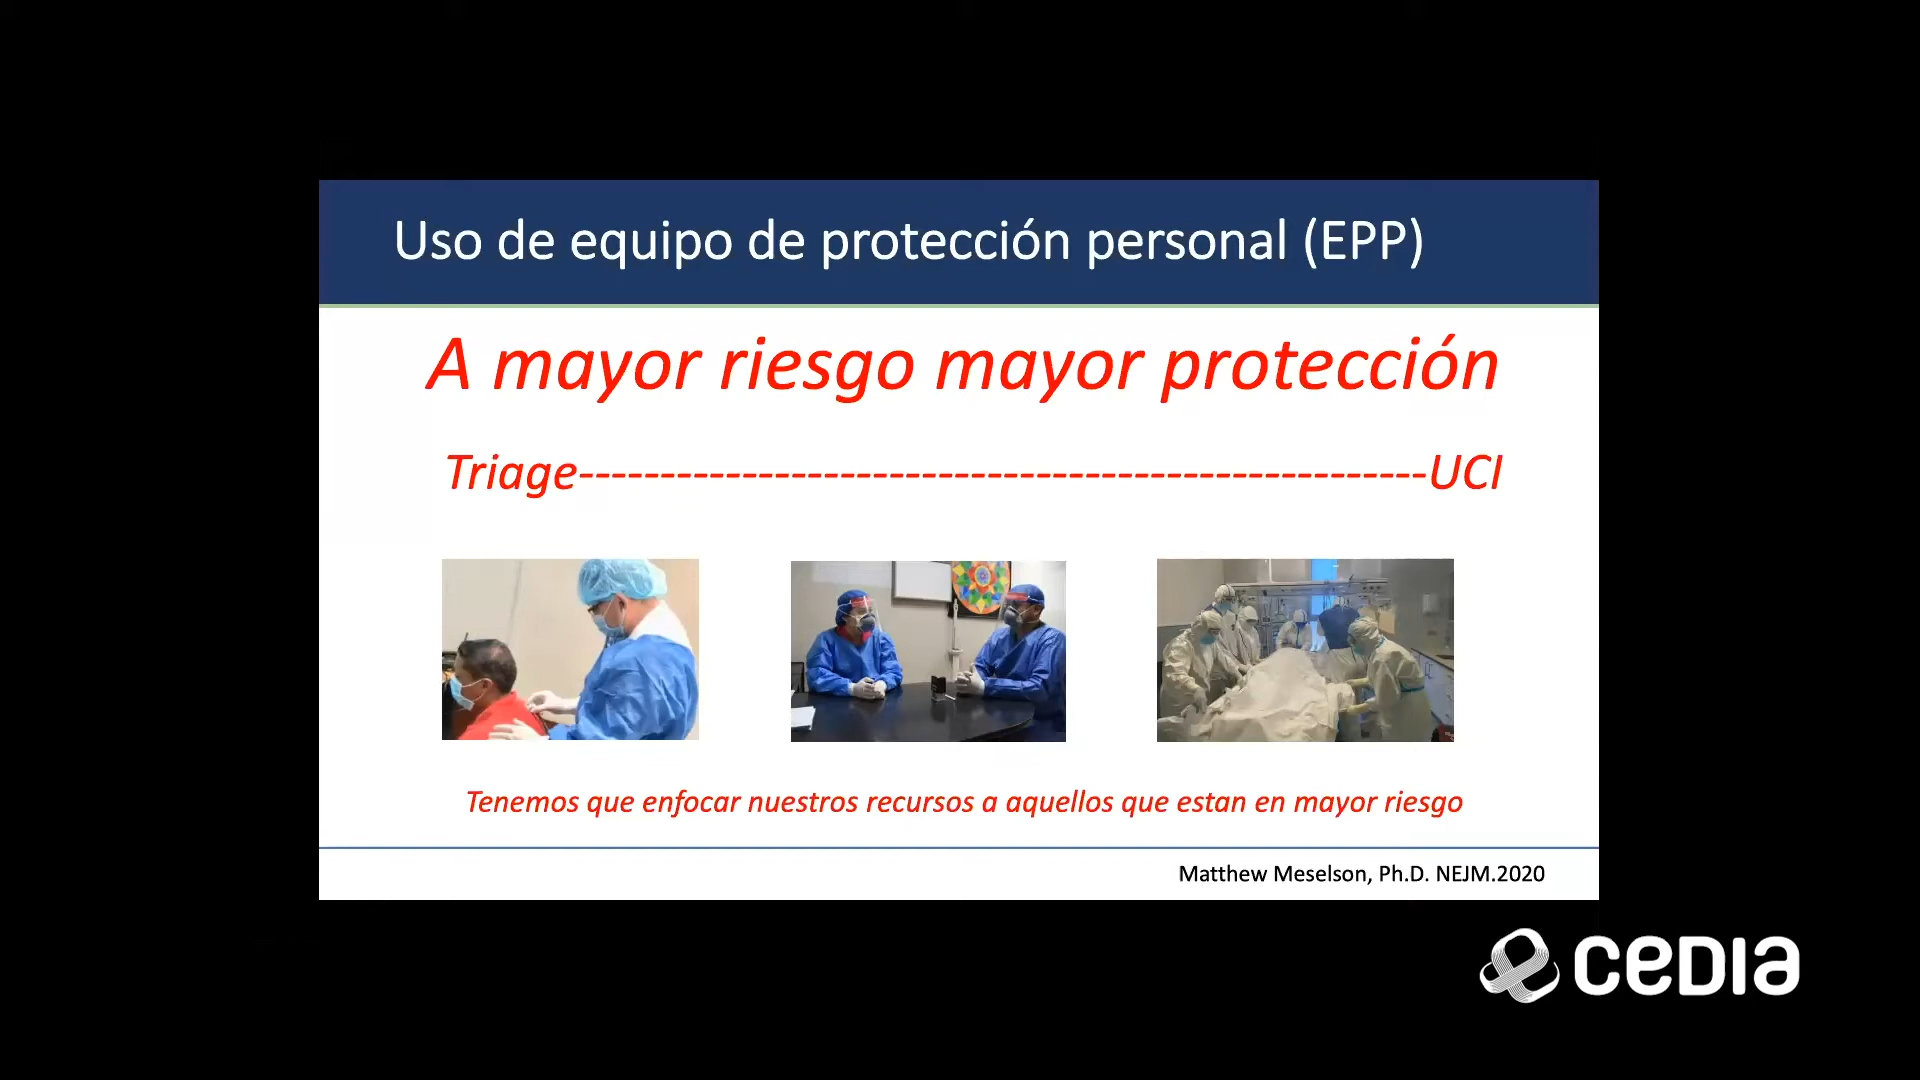 Uso de equipo de protección personal (EPP)
A mayor riesgo mayor protección
Triage----------------------------------------------------UCI
Tenemos que enfocar nuestros recursos a aquellos que estan en mayor riesgo
Matthew Meselson, Ph.D. NEJM.2020
CEDIA